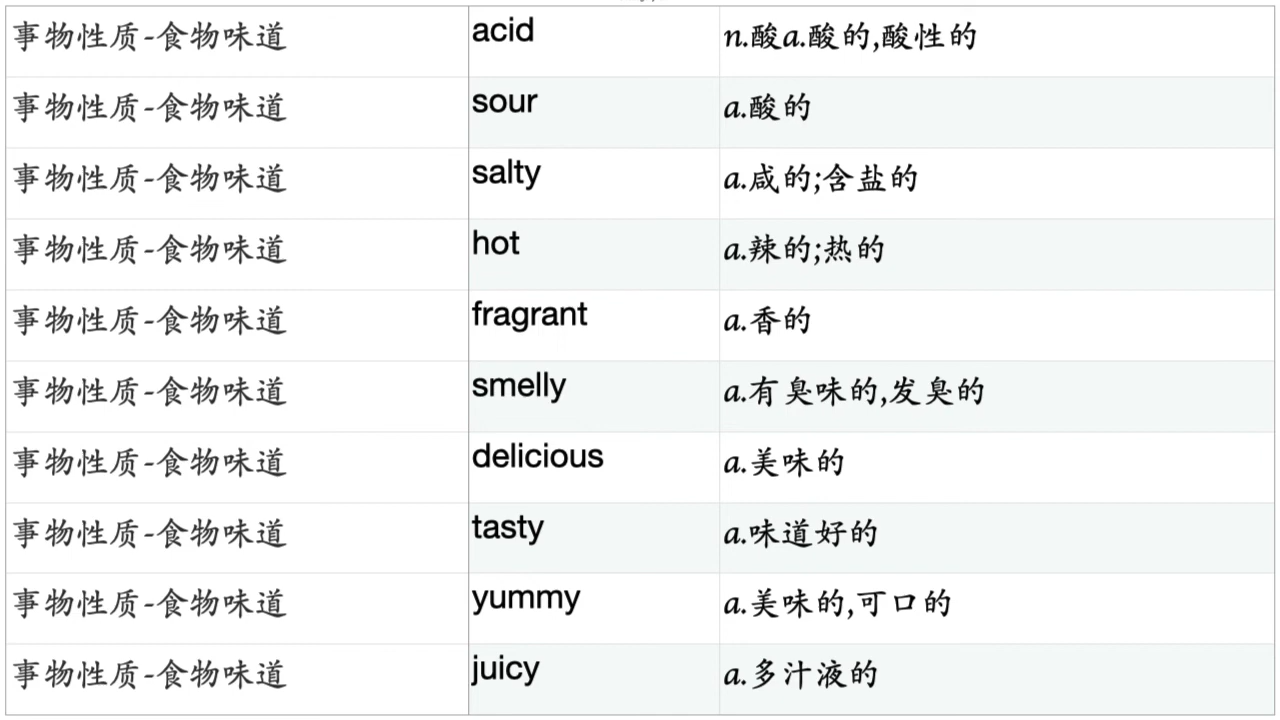 事物性质-食物味道 acid n.酸a.酸的,酸性的
事物性质-食物味道 sour a.酸的
事物性质-食物味道 salty a.咸的;含盐的
事物性质-食物味道 hot a.辣的;热的
事物性质-食物味道 fragrant a.香的
事物性质-食物味道 smelly a.有臭味的,发臭的
事物性质-食物味道 delicious a.美味的
事物性质-食物味道 tasty a.味道好的
事物性质-食物味道 yummy a.美味的,可口的
事物性质-食物味道 juicy a.多汁液的